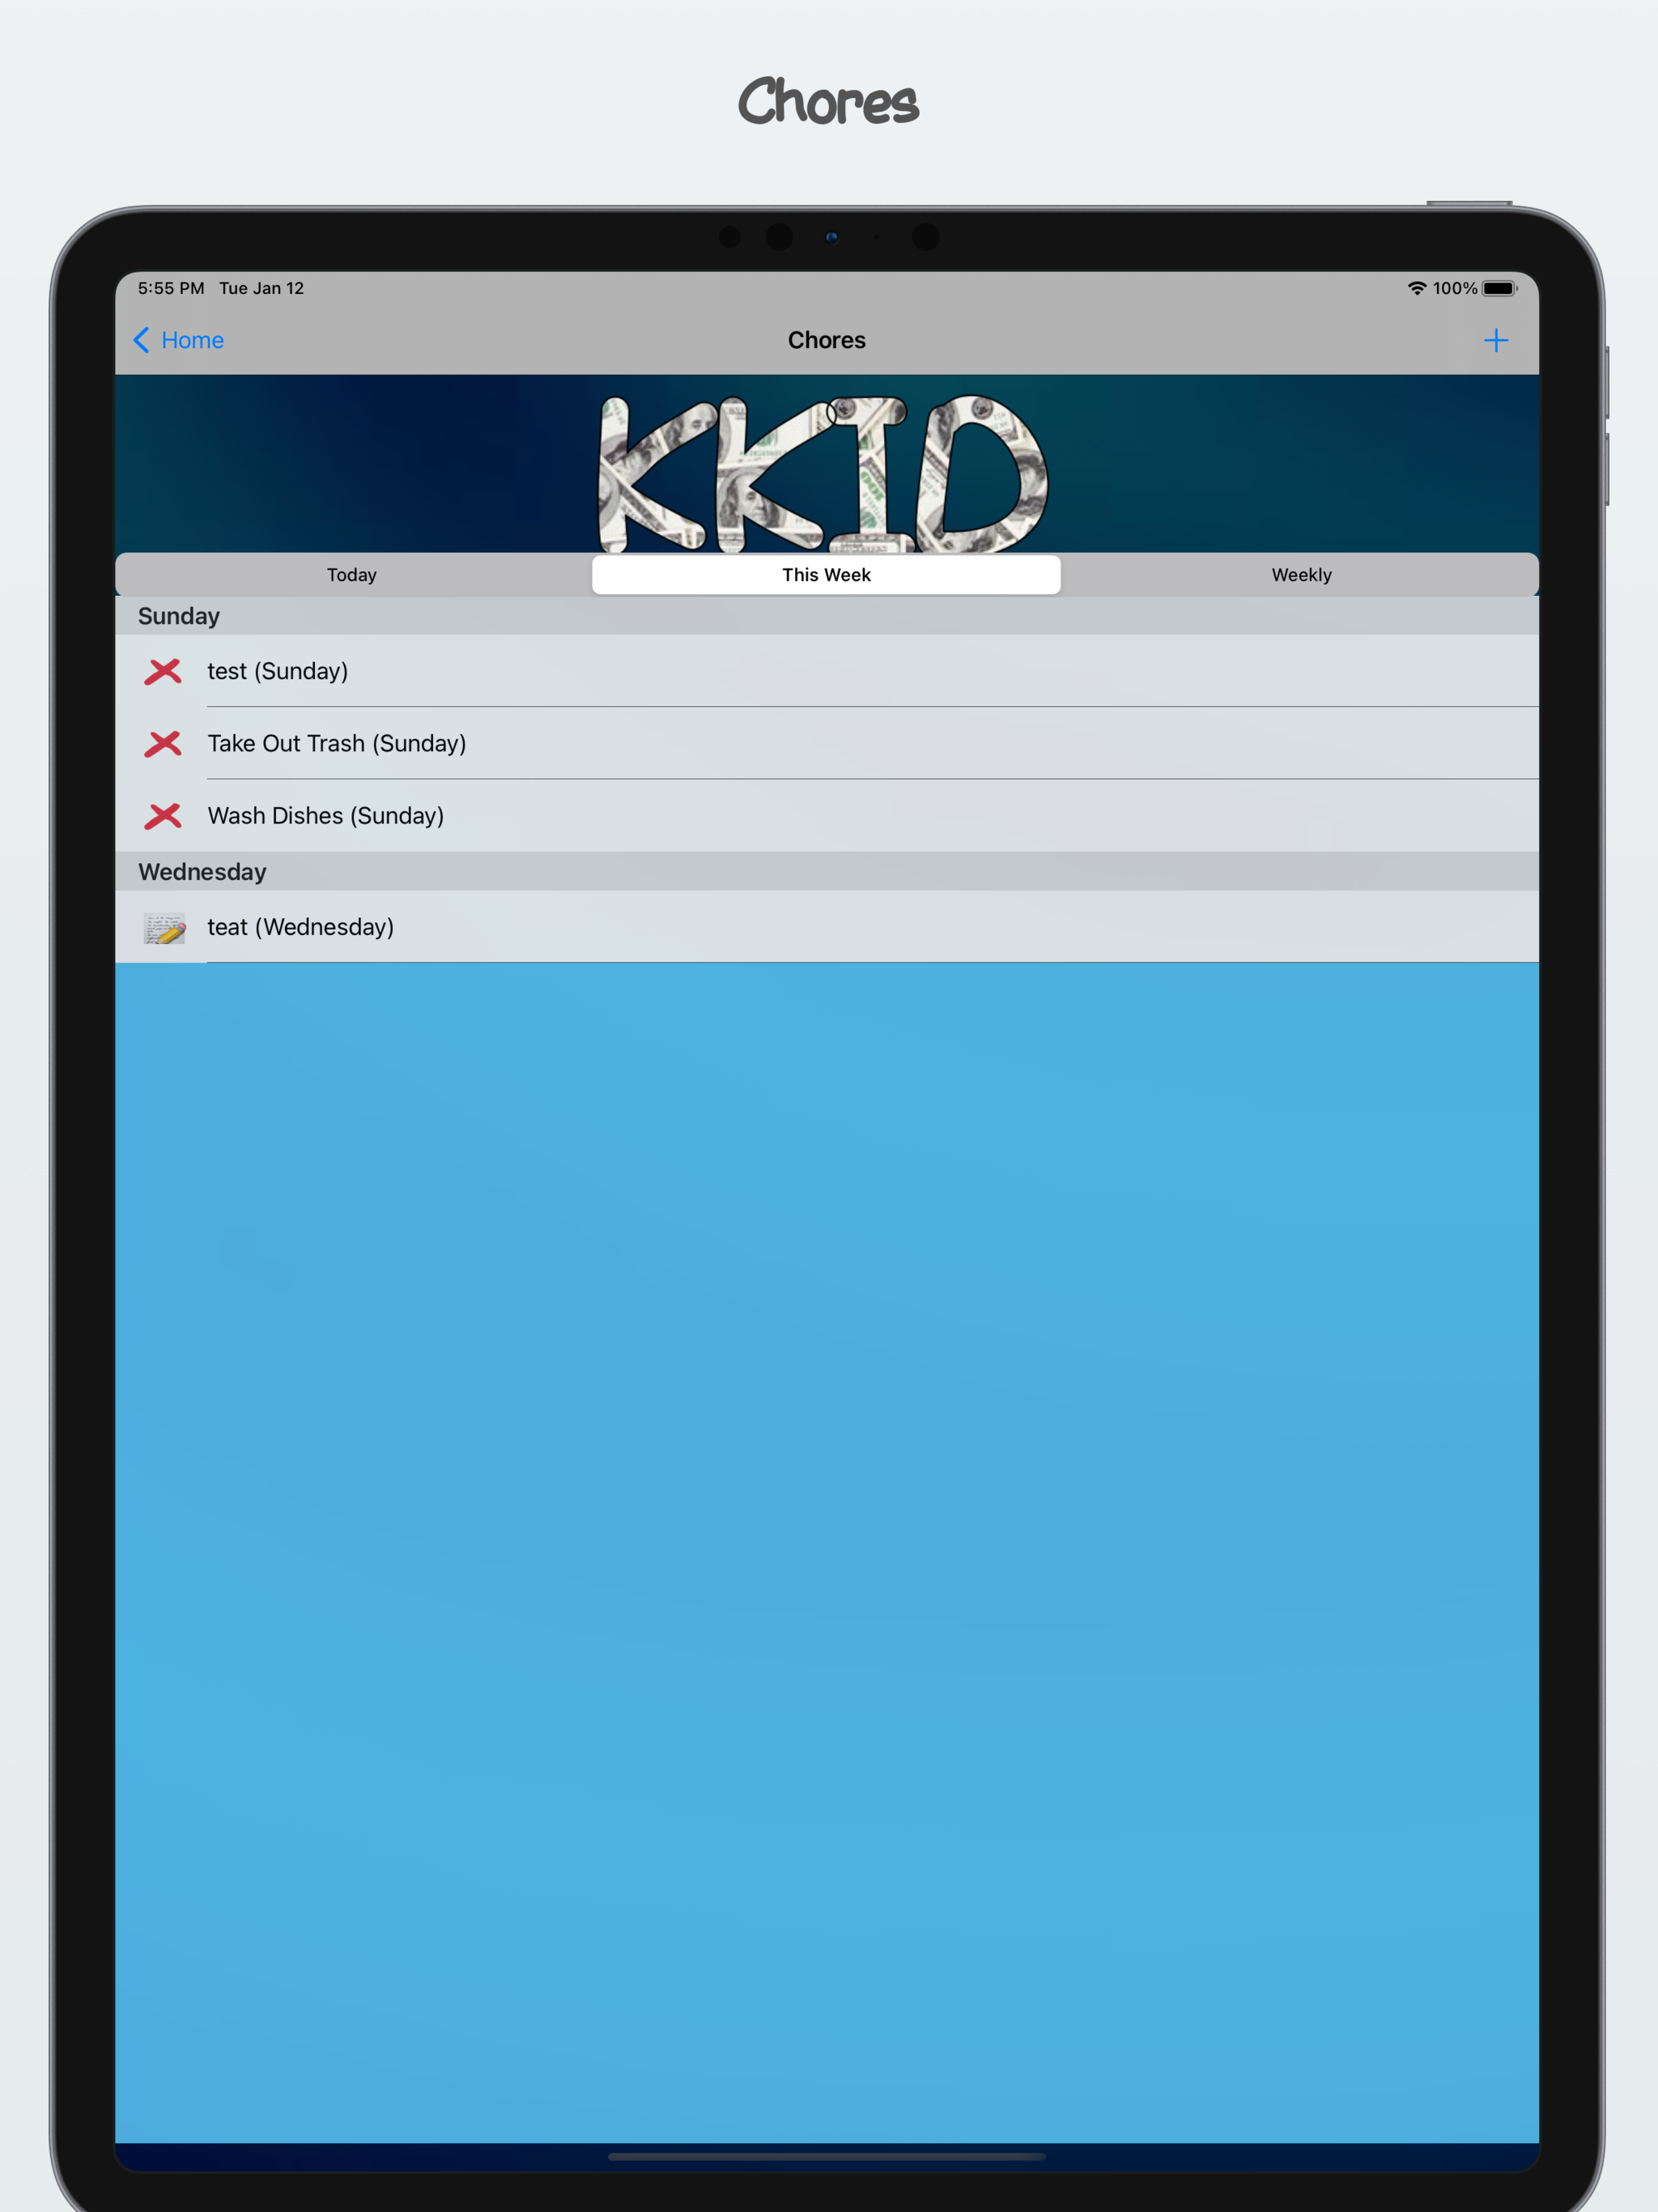 Chores
5:55 PM Tue Jan 12
100%
Home
Chores
KKID
Today
This Week
Weekly
Sunday
test (Sunday)
Take Out Trash (Sunday)
Wash Dishes (Sunday)
Wednesday
teat (Wednesday)